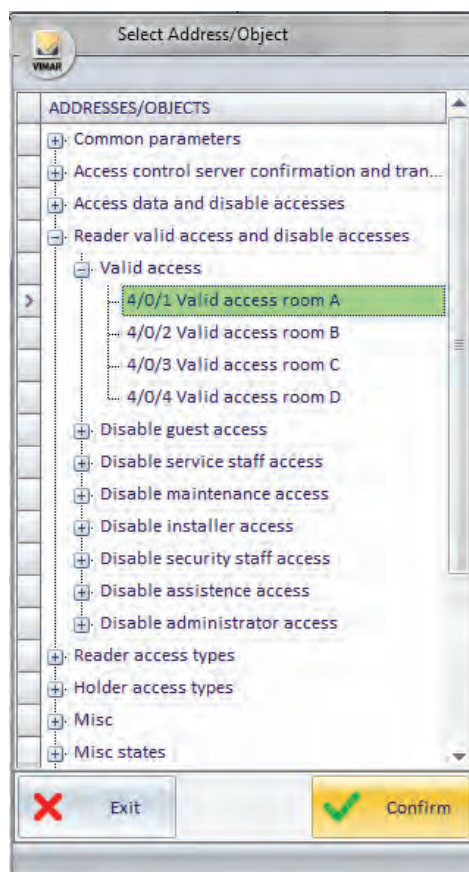 Select Address/Object
VIMAR
ADDRESSES/OBJECTS
Common parameters
Access control server confirmation and tran...
Access data and disable accesses
Reader valid access and disable accesses
Valid access
4/0/1 Valid access room A
4/0/2 Valid access room B
4/0/3 Valid access room C
4/0/4 Valid access room D
Disable guest access
Disable service staff access
Disable maintenance access
Disable installer access
Disable security staff access
Disable assistence access
Disable administrator access
Reader access types
Holder access types
Misc
Misc states
Exit
Confirm